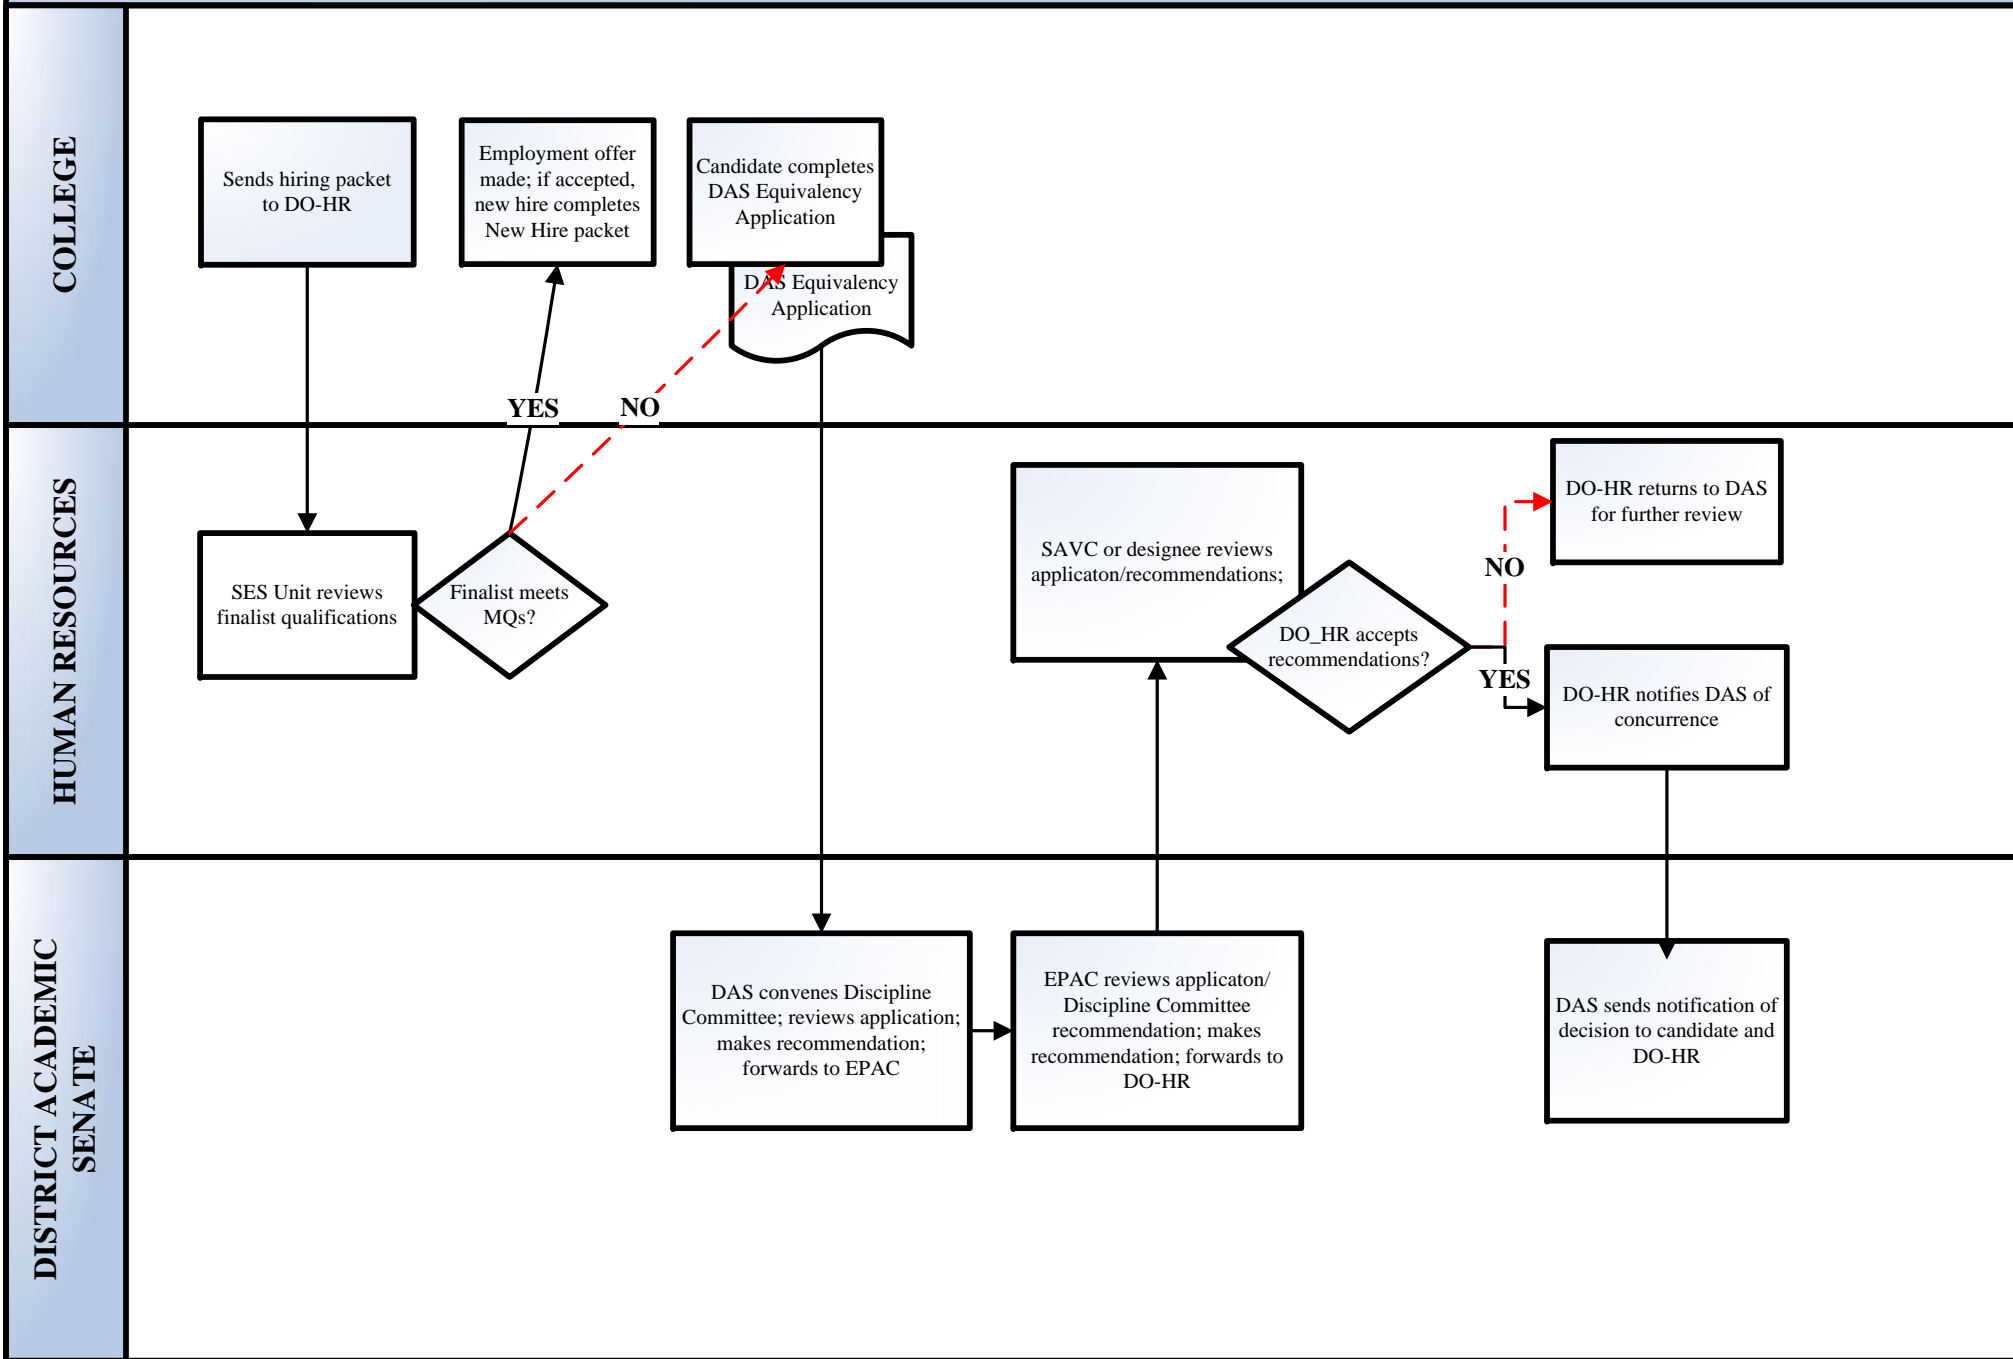 COLLEGE
Sends hiring packet
to DO-HR
Employment offer
made; if accepted,
new hire completes
New Hire packet
Candidate completes
DAS Equivalency
Application
DAS Equivalency
Application
YES
NO
HUMAN RESOURCES
SES Unit reviews
finalist qualifications
Finalist meets
MQs?
SAVC or designee reviews
applicaton/recommendations;
DO_HR accepts
recommendations?
NO
YES
DO-HR returns to DAS
for further review
DO-HR notifies DAS of
concurrence
DISTRICT ACADEMIC
SENATE
DAS convenes Discipline
Committee; reviews application;
makes recommendation;
forwards to EPAC
EPAC reviews applicaton/
Discipline Committee
recommendation; makes
recommendation; forwards to
DO-HR
DAS sends notification of
decision to candidate and
DO-HR